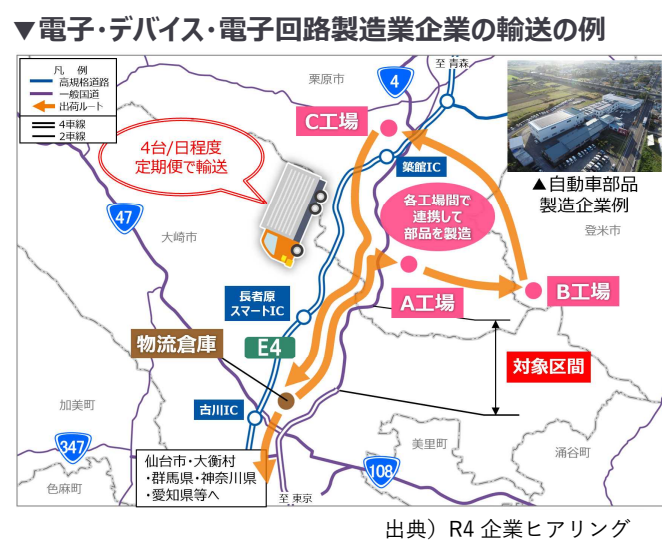 ▼電子・デバイス・電子回路製造業企業の輸送の例
凡 例
高規格道路
一般国道
出荷ルート
4車線
2車線
栗原市
至 青森
4
C工場
4台/日程度
定期便で輸送
築館IC
▲自動車部品
製造企業例
各工場間で
連携して
部品を製造
登米市
47
大崎市
A工場
B工場
長者原
スマートIC
物流倉庫
E4
対象区間
加美町
古川IC
美里町
涌谷町
347
色麻町
仙台市・大衡村
・群馬県・神奈川県
・愛知県等へ
108
至 東京
出典）R4 企業ヒアリング